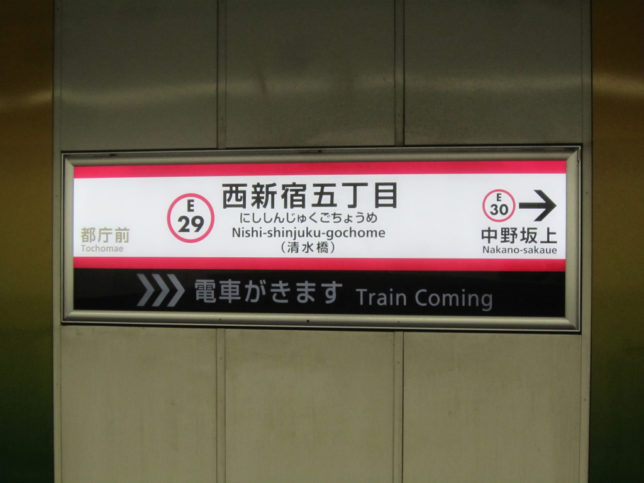 都庁前
Tochomae
E
29
西新宿五丁目
にししんじゅくごちょうめ
Nishi-shinjuku-gochome
(清水橋)
E
30
中野坂上
Nakano-sakaue
電車がきます Train Coming